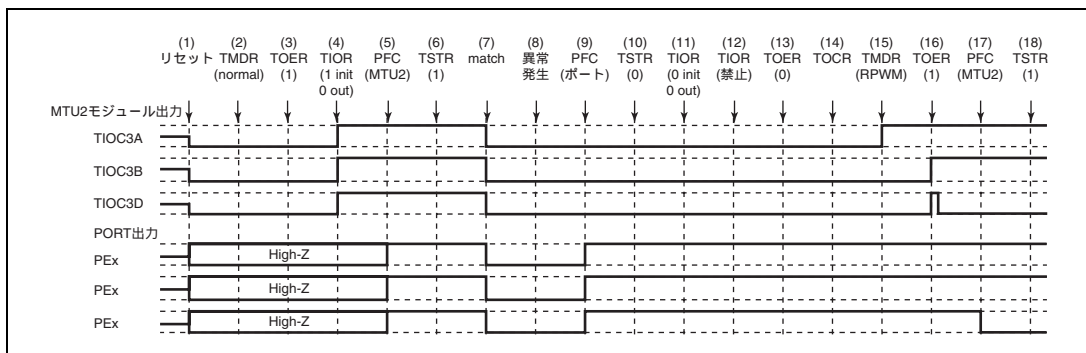 (1) (2) (3) (4) (5) (6) (7) (8) (9) (10) (11) (12) (13) (14) (15) (16) (17) (18)
リセット TMDR TOER TIOR PFC TSTR match 異常 PFC TSTR TIOR TIOR TOER TOCR TMDR TOER PFC TSTR
(normal) (1) (1 init (MTU2) (1) 発生 (ポート) (0) (0 init (禁止) (0) (RPWM) (1) (MTU2) (1)
0 out) 0 out)
MTU2モジュール出力
TIOC3A
TIOC3B
TIOC3D
PORT出力
PEx High-Z
PEx High-Z
PEx High-Z